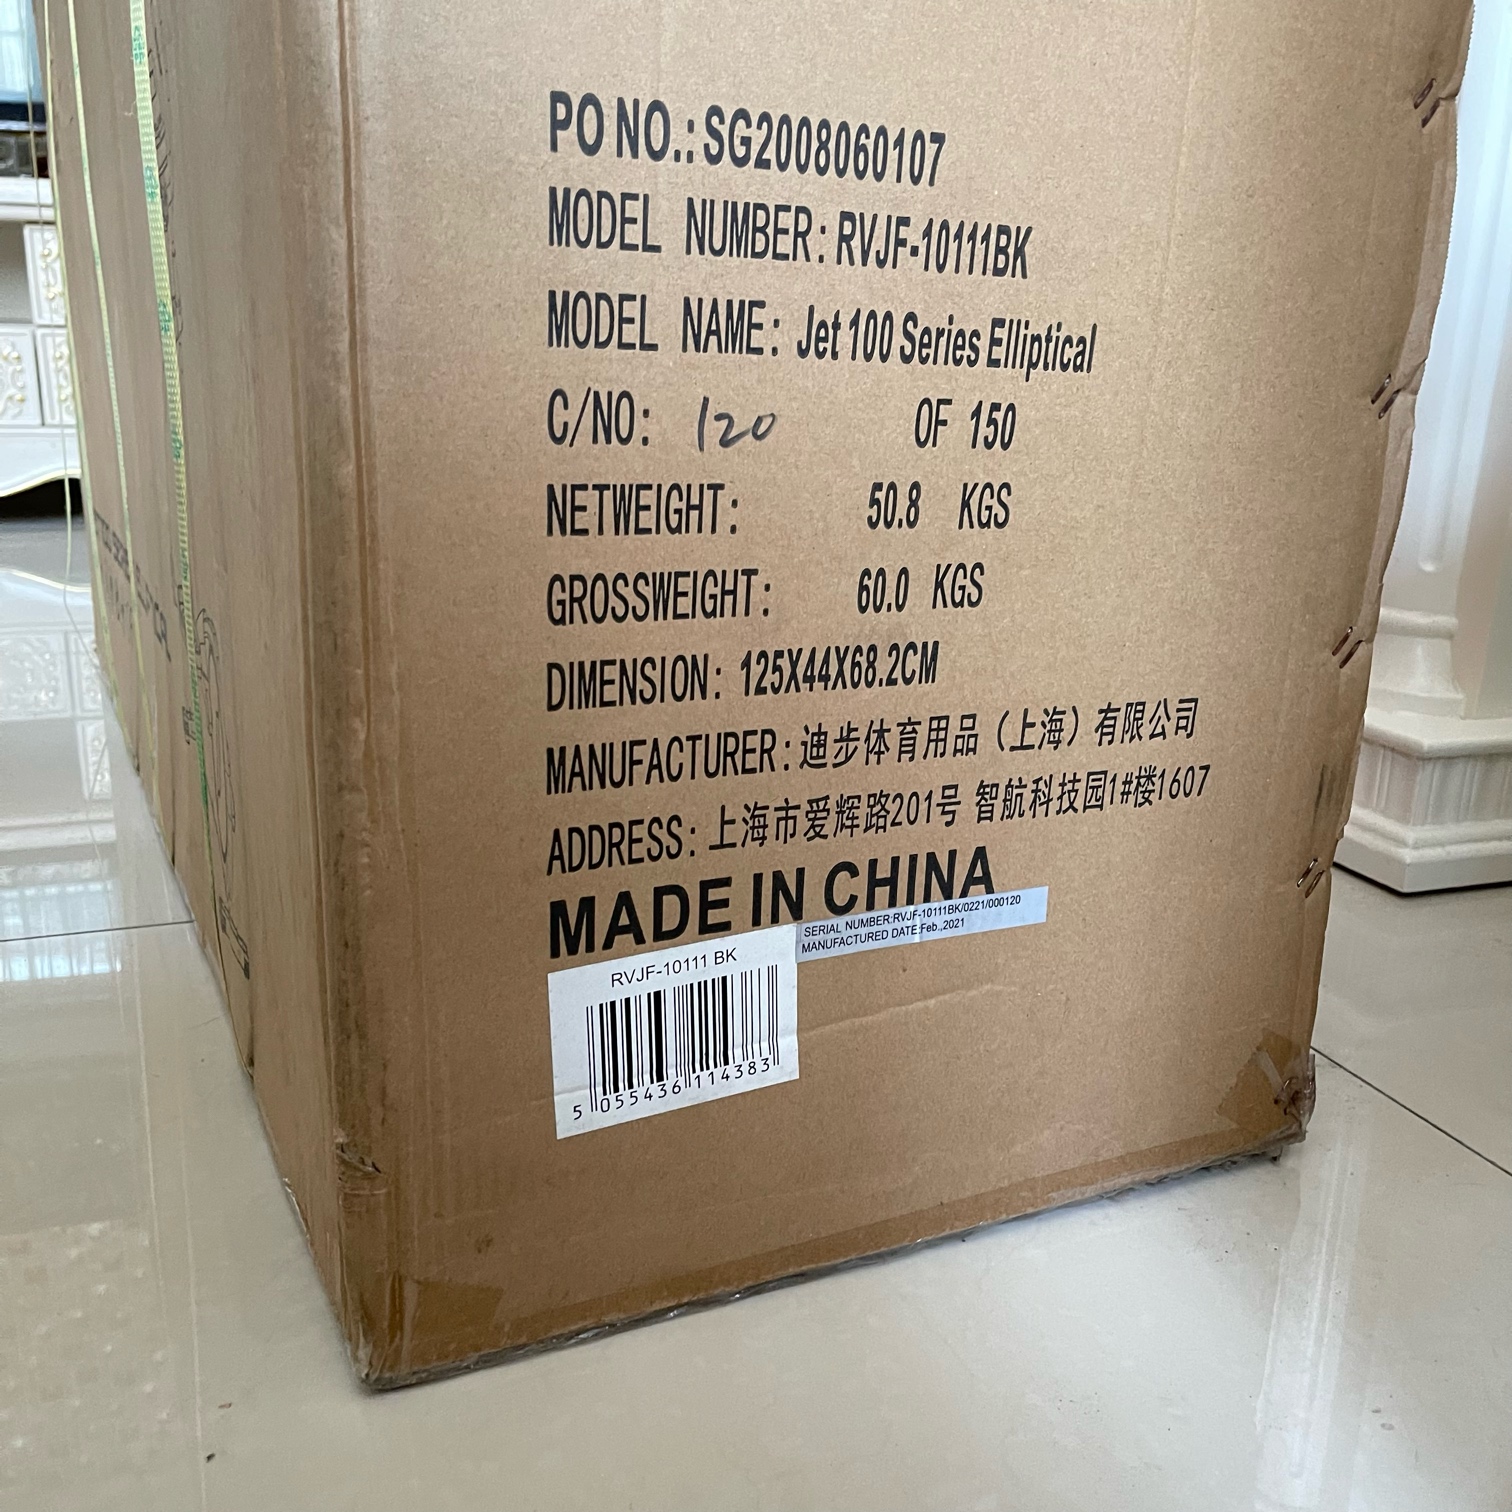 PO NO.: SG2008060107
MODEL NUMBER: RVJF-10111BK
MODEL NAME: Jet 100 Series Elliptical
C/NO: 120 OF 150
NETWEIGHT: 50.8 KGS
GROSSWEIGHT: 60.0 KGS
DIMENSION: 125X44X68.2CM
MANUFACTURER: 迪步体育用品（上海）有限公司
ADDRESS: 上海市爱辉路201号 智航科技园1#楼1607
MADE IN CHINA
SERIAL NUMBER:RVJF-10111BK/0221/000120
MANUFACTURED DATE:Feb.,2021
RVJF-10111 BK
5 055436 114383